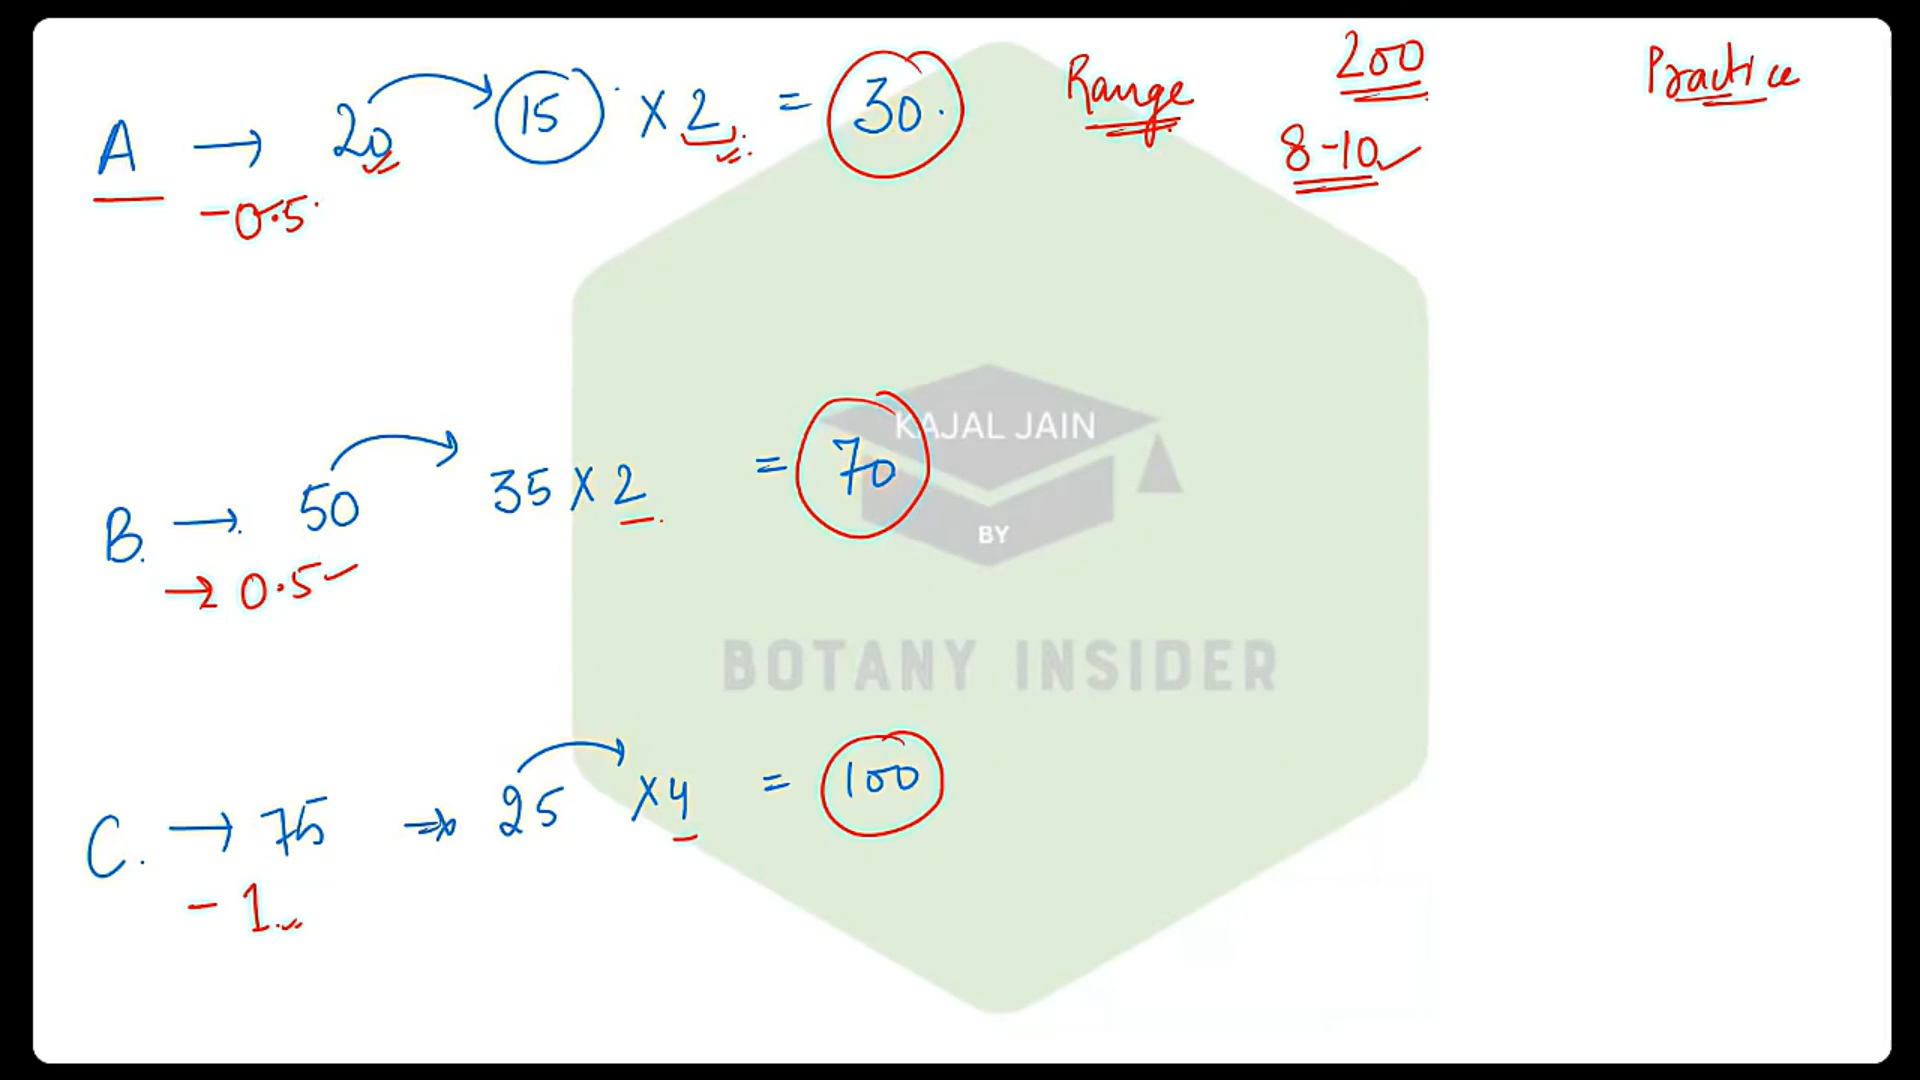 A → 20 15 × 2 = 30.
-0.5
Range
200
8-10
Practice
B. → 50 35 × 2 = 70
→ 0.5
C. → 75 ⇒ 25 × 4 = 100
- 1
KAJAL JAIN
BY
BOTANY INSIDER